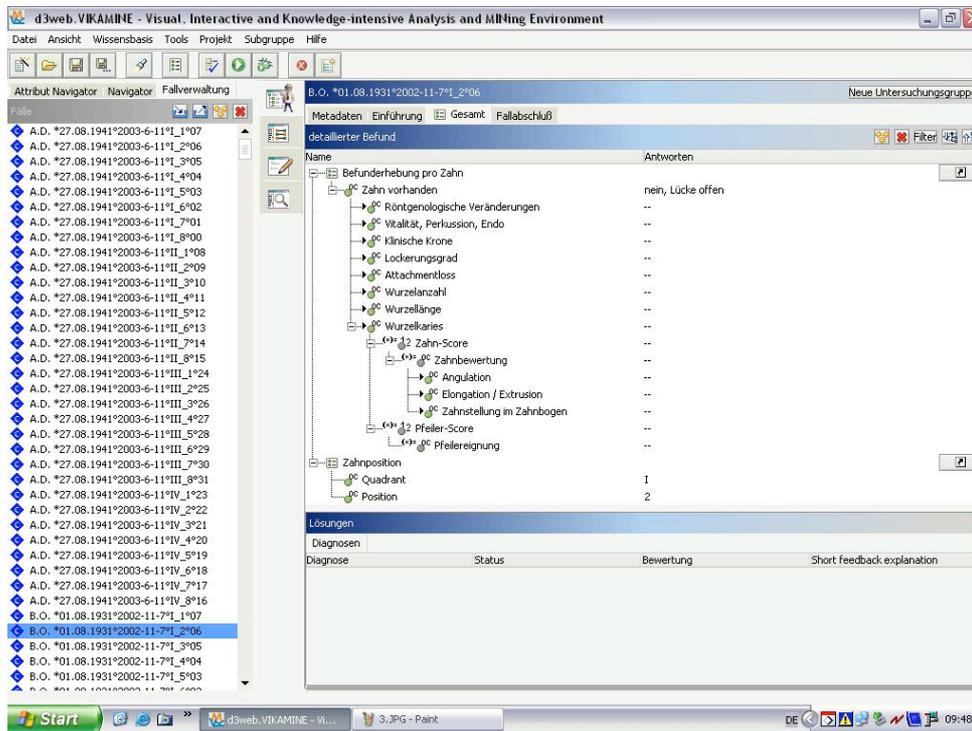 d3web.VIKAMINE - Visual, Interactive and Knowledge-intensive Analysis and MINing Environment
Datei Ansicht Wissensbasis Tools Projekt Subgruppe Hilfe
Attribut Navigator Navigator Fallverwaltung
Fälle
A.D. *27.08.1941°2003-6-11°I_1°07
A.D. *27.08.1941°2003-6-11°I_2°06
A.D. *27.08.1941°2003-6-11°I_3°05
A.D. *27.08.1941°2003-6-11°I_4°04
A.D. *27.08.1941°2003-6-11°I_5°03
A.D. *27.08.1941°2003-6-11°I_6°02
A.D. *27.08.1941°2003-6-11°I_7°01
A.D. *27.08.1941°2003-6-11°I_8°00
A.D. *27.08.1941°2003-6-11°II_1°08
A.D. *27.08.1941°2003-6-11°II_2°09
A.D. *27.08.1941°2003-6-11°II_3°10
A.D. *27.08.1941°2003-6-11°II_4°11
A.D. *27.08.1941°2003-6-11°II_5°12
A.D. *27.08.1941°2003-6-11°II_6°13
A.D. *27.08.1941°2003-6-11°II_7°14
A.D. *27.08.1941°2003-6-11°II_8°15
A.D. *27.08.1941°2003-6-11°III_1°24
A.D. *27.08.1941°2003-6-11°III_2°25
A.D. *27.08.1941°2003-6-11°III_3°26
A.D. *27.08.1941°2003-6-11°III_4°27
A.D. *27.08.1941°2003-6-11°III_5°28
A.D. *27.08.1941°2003-6-11°III_6°29
A.D. *27.08.1941°2003-6-11°III_7°30
A.D. *27.08.1941°2003-6-11°III_8°31
A.D. *27.08.1941°2003-6-11°IV_1°23
A.D. *27.08.1941°2003-6-11°IV_2°22
A.D. *27.08.1941°2003-6-11°IV_3°21
A.D. *27.08.1941°2003-6-11°IV_4°20
A.D. *27.08.1941°2003-6-11°IV_5°19
A.D. *27.08.1941°2003-6-11°IV_6°18
A.D. *27.08.1941°2003-6-11°IV_7°17
A.D. *27.08.1941°2003-6-11°IV_8°16
B.O. *01.08.1931°2002-11-7°I_1°07
B.O. *01.08.1931°2002-11-7°I_2°06
B.O. *01.08.1931°2002-11-7°I_3°05
B.O. *01.08.1931°2002-11-7°I_4°04
B.O. *01.08.1931°2002-11-7°I_5°03
B.O. *01.08.1931°2002-11-7°I_2°06 Neue Untersuchungsgruppe
Metadaten Einführung Gesamt Fallabschluß
detaillierter Befund Filter
Name Antworten
Befunderhebung pro Zahn
OC Zahn vorhanden nein, Lücke offen
OC Röntgenologische Veränderungen --
OC Vitalität, Perkussion, Endo --
OC Klinische Krone --
OC Lockerungsgrad --
OC Attachmentloss --
OC Wurzelanzahl --
OC Wurzellänge --
OC Wurzelkaries --
(*)= 12 Zahn-Score --
(*)= OC Zahnbewertung --
OC Angulation --
OC Elongation / Extrusion --
OC Zahnstellung im Zahnbogen --
(*)= 12 Pfeiler-Score --
(*)= OC Pfeilereignung --
Zahnposition
OC Quadrant I
OC Position 2
Lösungen
Diagnosen
Diagnose Status Bewertung Short feedback explanation
Start » d3web.VIKAMINE - Vi... 3.JPG - Paint DE 09:48